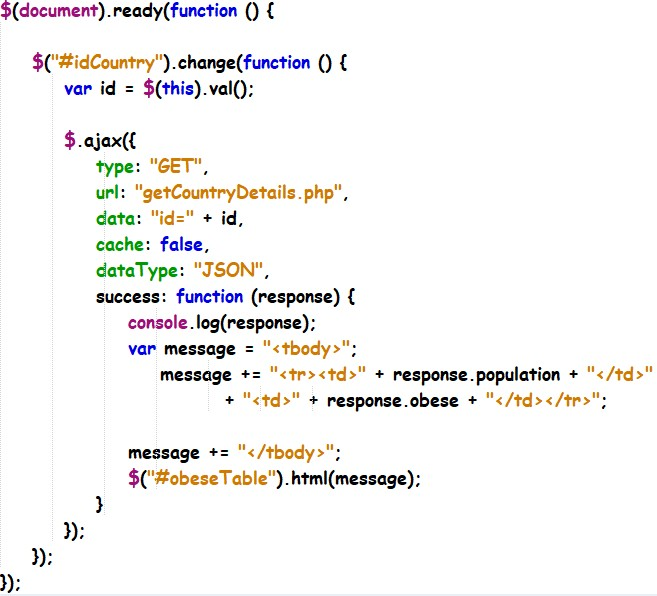 $(document).ready(function () {
$("#idCountry").change(function () {
var id = $(this).val();
$.ajax({
type: "GET",
url: "getCountryDetails.php",
data: "id=" + id,
cache: false,
dataType: "JSON",
success: function (response) {
console.log(response);
var message = "<tbody>";
message += "<tr><td>" + response.population + "</td>"
+ "<td>" + response.obese + "</td></tr>";
message += "</tbody>";
$("#obeseTable").html(message);
}
});
});
});